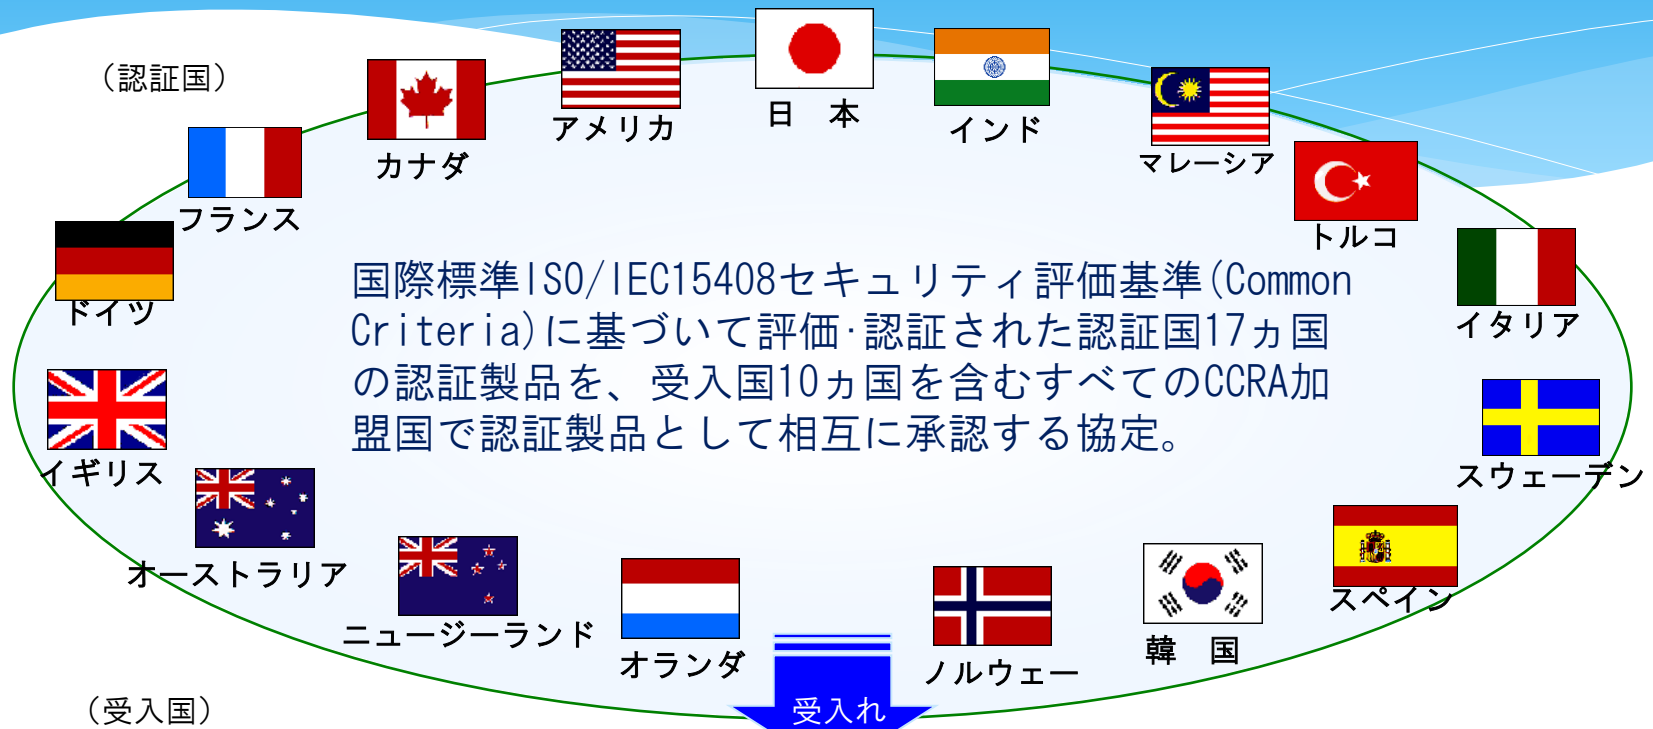 (認証国)
日 本
アメリカ
インド
カナダ
マレーシア
フランス
トルコ
ドイツ
イタリア
国際標準ISO/IEC15408セキュリティ評価基準(Common
Criteria)に基づいて評価･認証された認証国17ヵ国
の認証製品を、受入国10ヵ国を含むすべてのCCRA加
盟国で認証製品として相互に承認する協定。
イギリス
スウェーデン
オーストラリア
スペイン
ニュージーランド
オランダ
ノルウェー
韓 国
(受入国)
受入れ